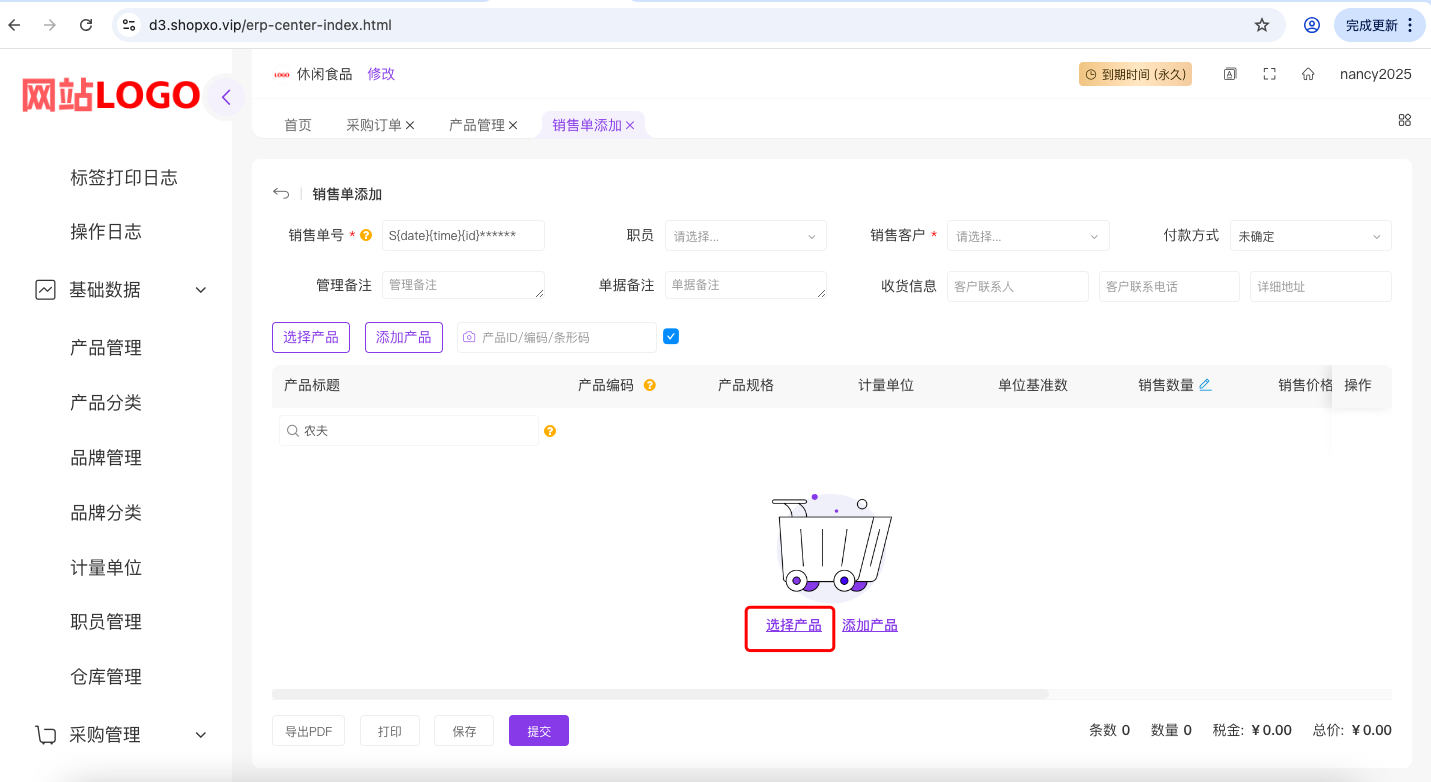 d3.shopxo.vip/erp-center-index.html
完成更新
网站LOGO
LOGO 休闲食品 修改
到期时间 (永久)
nancy2025
首页 采购订单 产品管理 销售单添加
标签打印日志
操作日志
基础数据
产品管理
产品分类
品牌管理
品牌分类
计量单位
职员管理
仓库管理
采购管理
销售单添加
销售单号 * ? S{date}{time}{id}****** 职员 请选择... 销售客户 * 请选择... 付款方式 未确定
管理备注 管理备注 单据备注 单据备注 收货信息 客户联系人 客户联系电话 详细地址
选择产品 添加产品 产品ID/编码/条形码
产品标题 产品编码 ? 产品规格 计量单位 单位基准数 销售数量 销售价格 操作
农夫 ?
选择产品 添加产品
导出PDF 打印 保存 提交
条数 0 数量 0 税金: ¥0.00 总价: ¥0.00